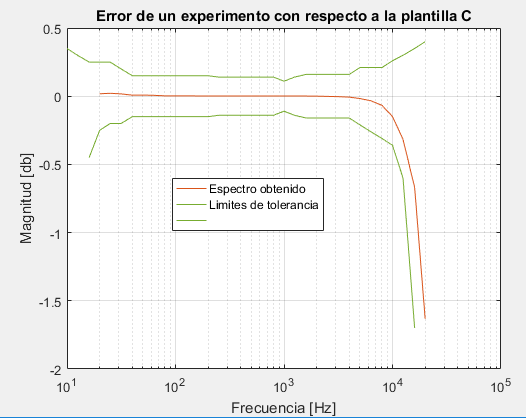 Error de un experimento con respecto a la plantilla C
Magnitud [db]
0.5
0
-0.5
-1
-1.5
-2
Espectro obtenido
Limites de tolerancia
10^1 10^2 10^3 10^4 10^5
Frecuencia [Hz]